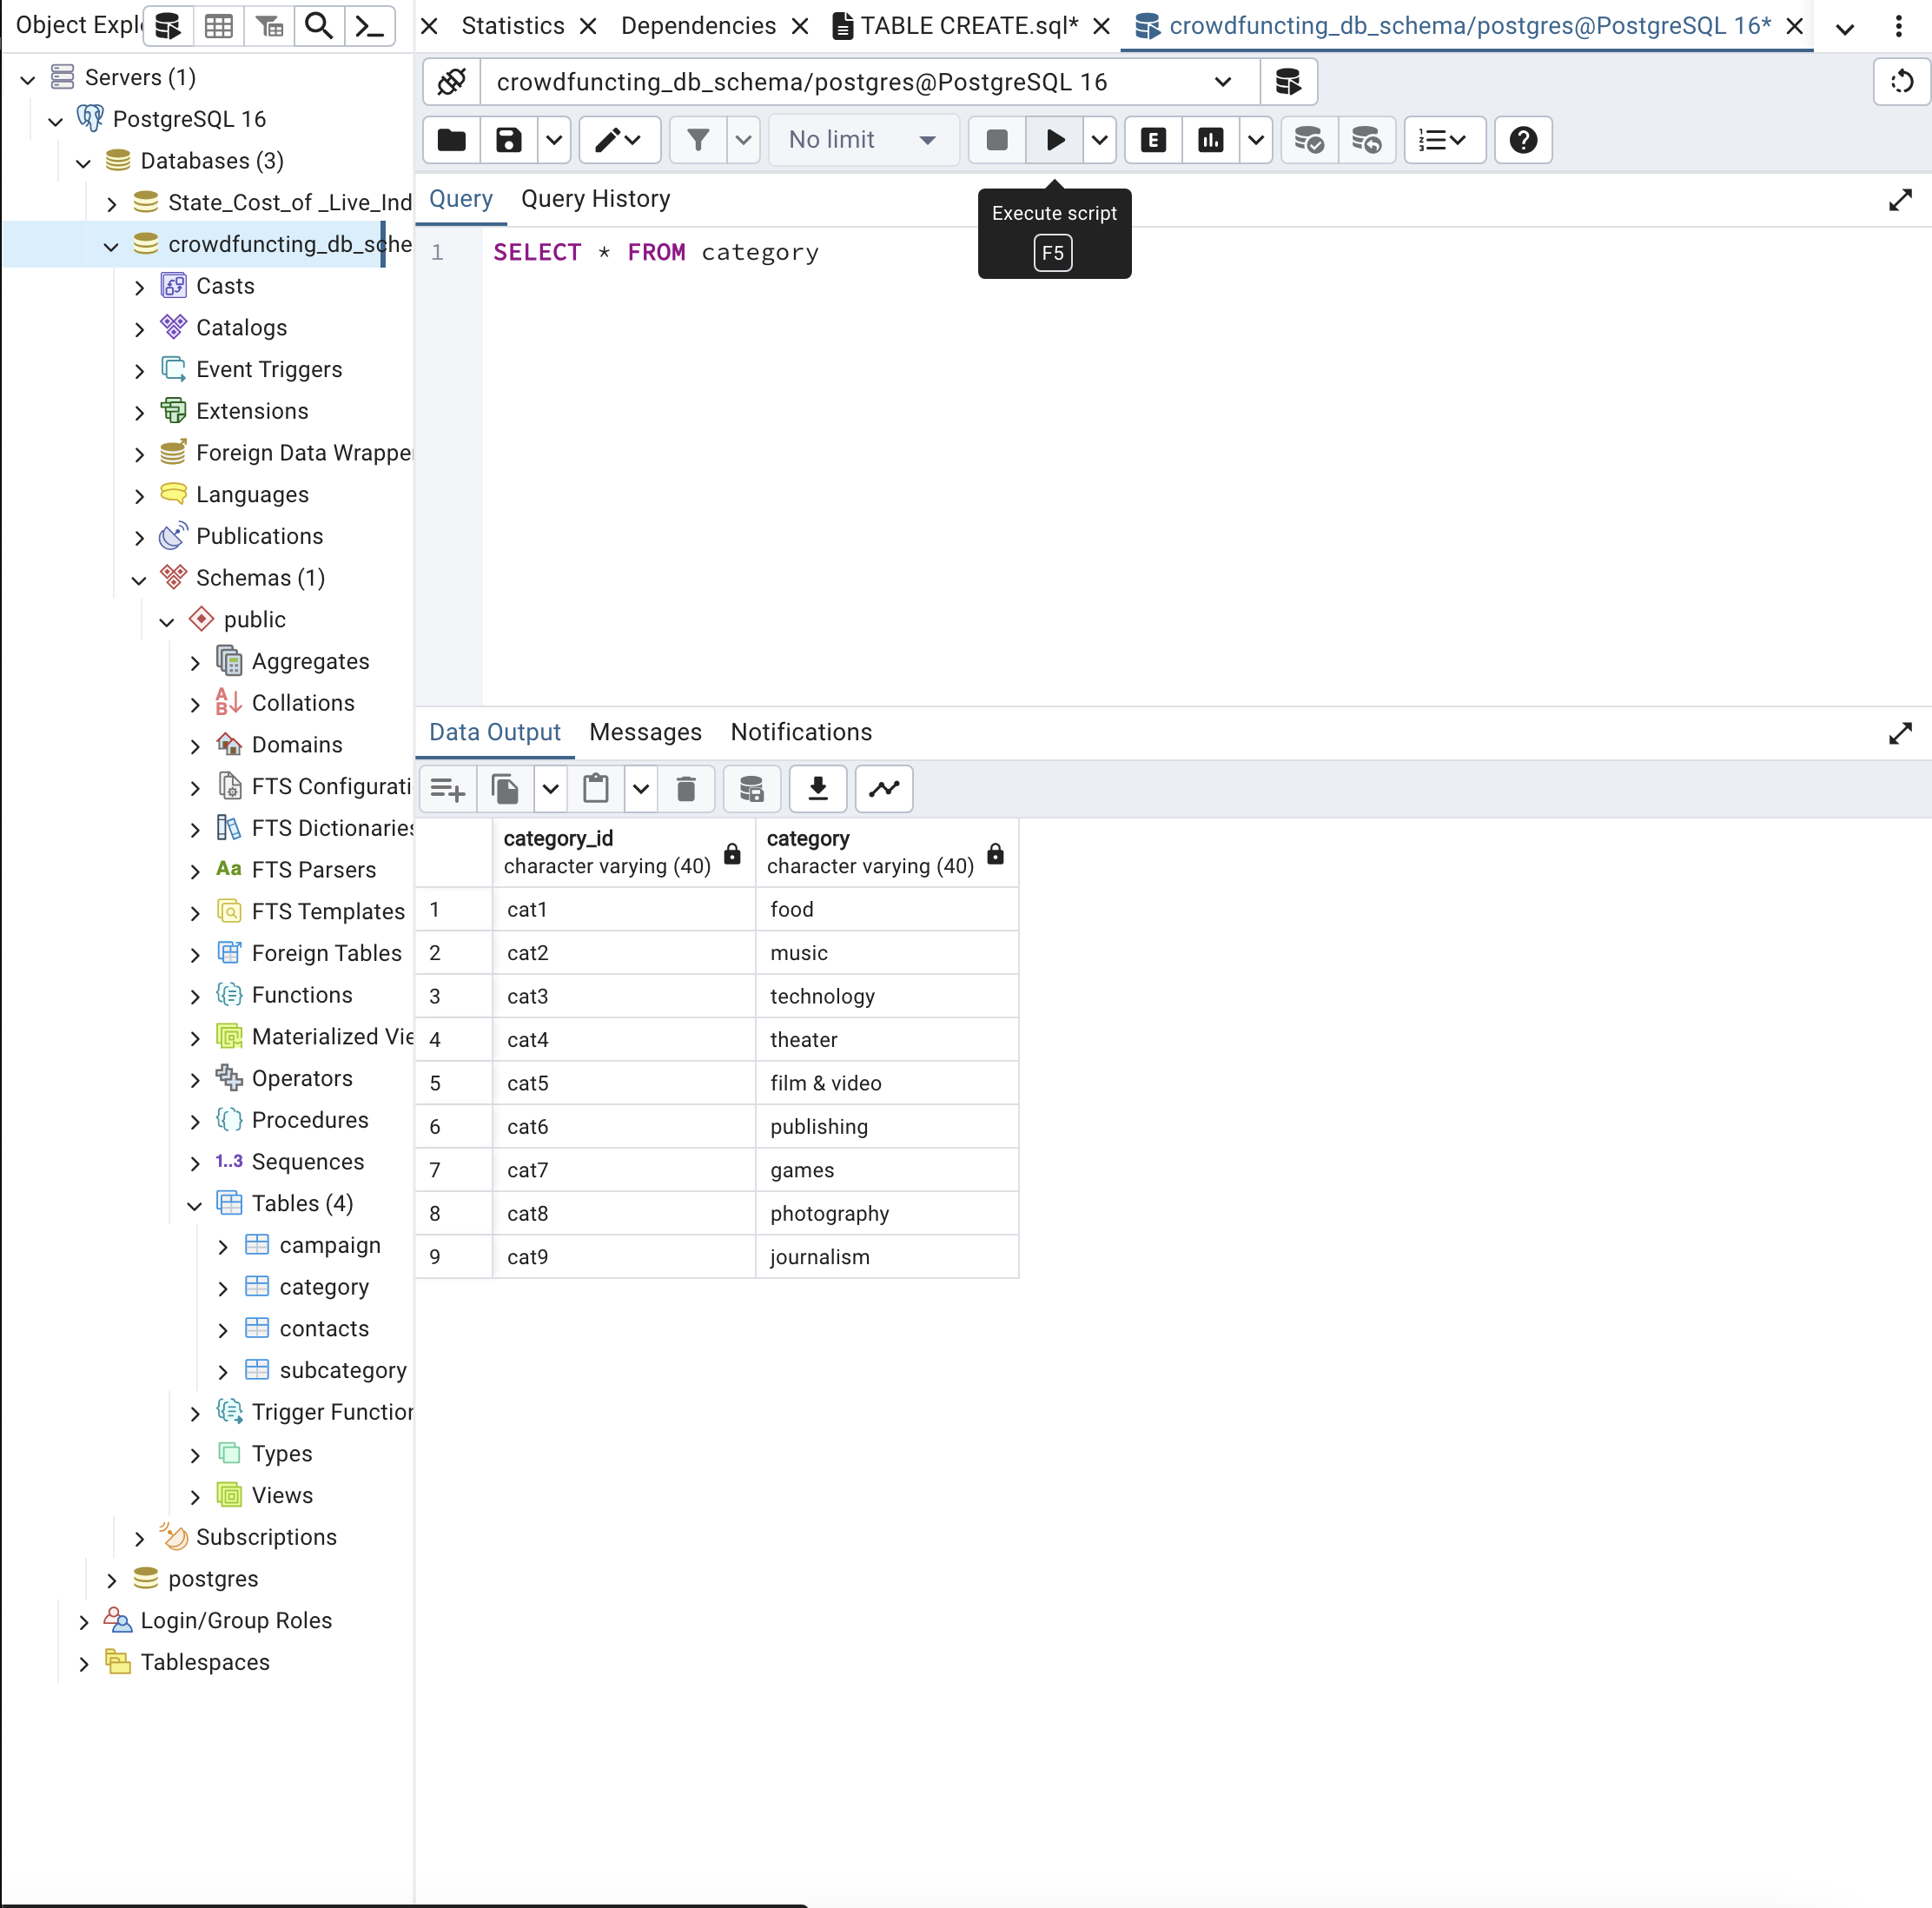 Object Expl
Statistics
Dependencies
TABLE CREATE.sql*
crowdfuncting_db_schema/postgres@PostgreSQL 16*
Servers (1)
PostgreSQL 16
Databases (3)
State_Cost_of _Live_Ind
crowdfuncting_db_sche
Casts
Catalogs
Event Triggers
Extensions
Foreign Data Wrapper
Languages
Publications
Schemas (1)
public
Aggregates
Collations
Domains
FTS Configurati
FTS Dictionaries
Aa FTS Parsers
FTS Templates
Foreign Tables
Functions
Materialized Vie
Operators
Procedures
1..3 Sequences
Tables (4)
campaign
category
contacts
subcategory
Trigger Function
Types
Views
Subscriptions
postgres
Login/Group Roles
Tablespaces
crowdfuncting_db_schema/postgres@PostgreSQL 16
No limit
E
Execute script
F5
Query
Query History
1 SELECT * FROM category
Data Output
Messages
Notifications
category_id
character varying (40)
category
character varying (40)
1 cat1 food
2 cat2 music
3 cat3 technology
4 cat4 theater
5 cat5 film & video
6 cat6 publishing
7 cat7 games
8 cat8 photography
9 cat9 journalism